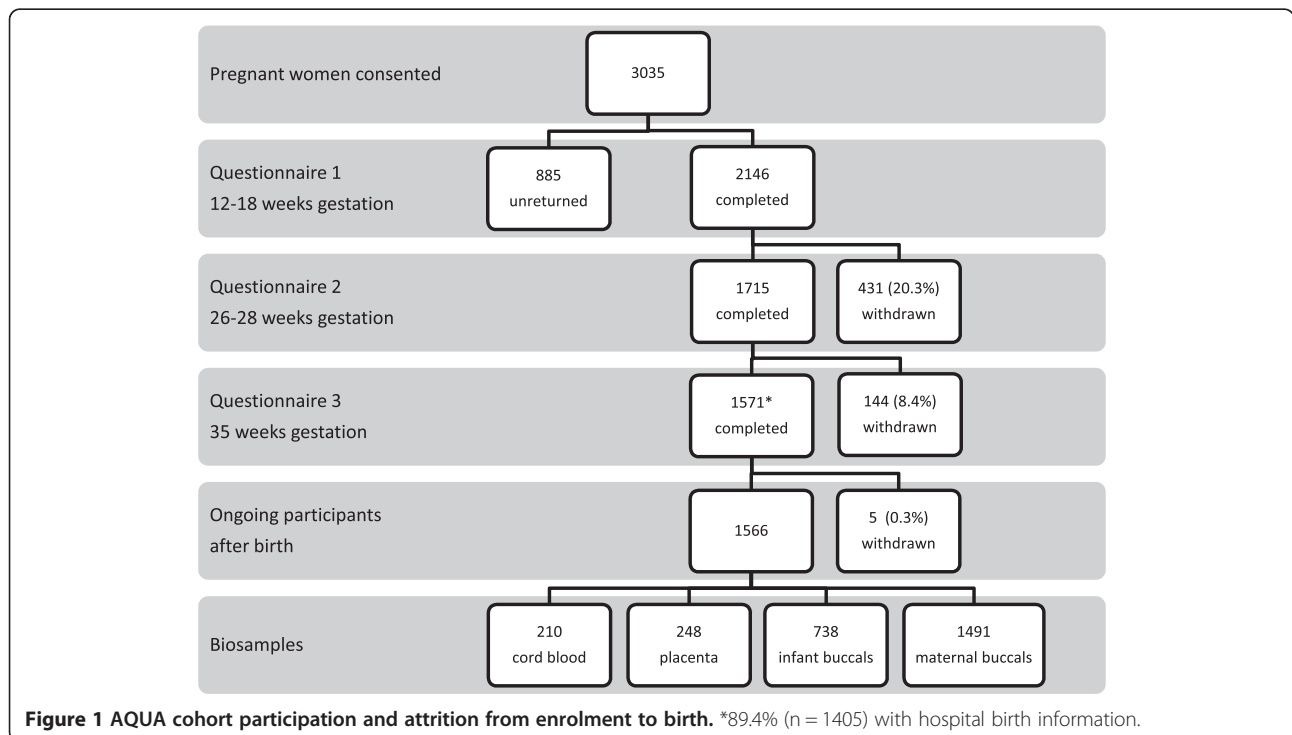 Pregnant women consented
3035
Questionnaire 1
12-18 weeks gestation
885
unreturned
2146
completed
Questionnaire 2
26-28 weeks gestation
1715
completed
431 (20.3%)
withdrawn
Questionnaire 3
35 weeks gestation
1571*
completed
144 (8.4%)
withdrawn
Ongoing participants
after birth
1566
5 (0.3%)
withdrawn
Biosamples
210
cord blood
248
placenta
738
infant buccals
1491
maternal buccals
Figure 1 AQUA cohort participation and attrition from enrolment to birth. *89.4% (n = 1405) with hospital birth information.